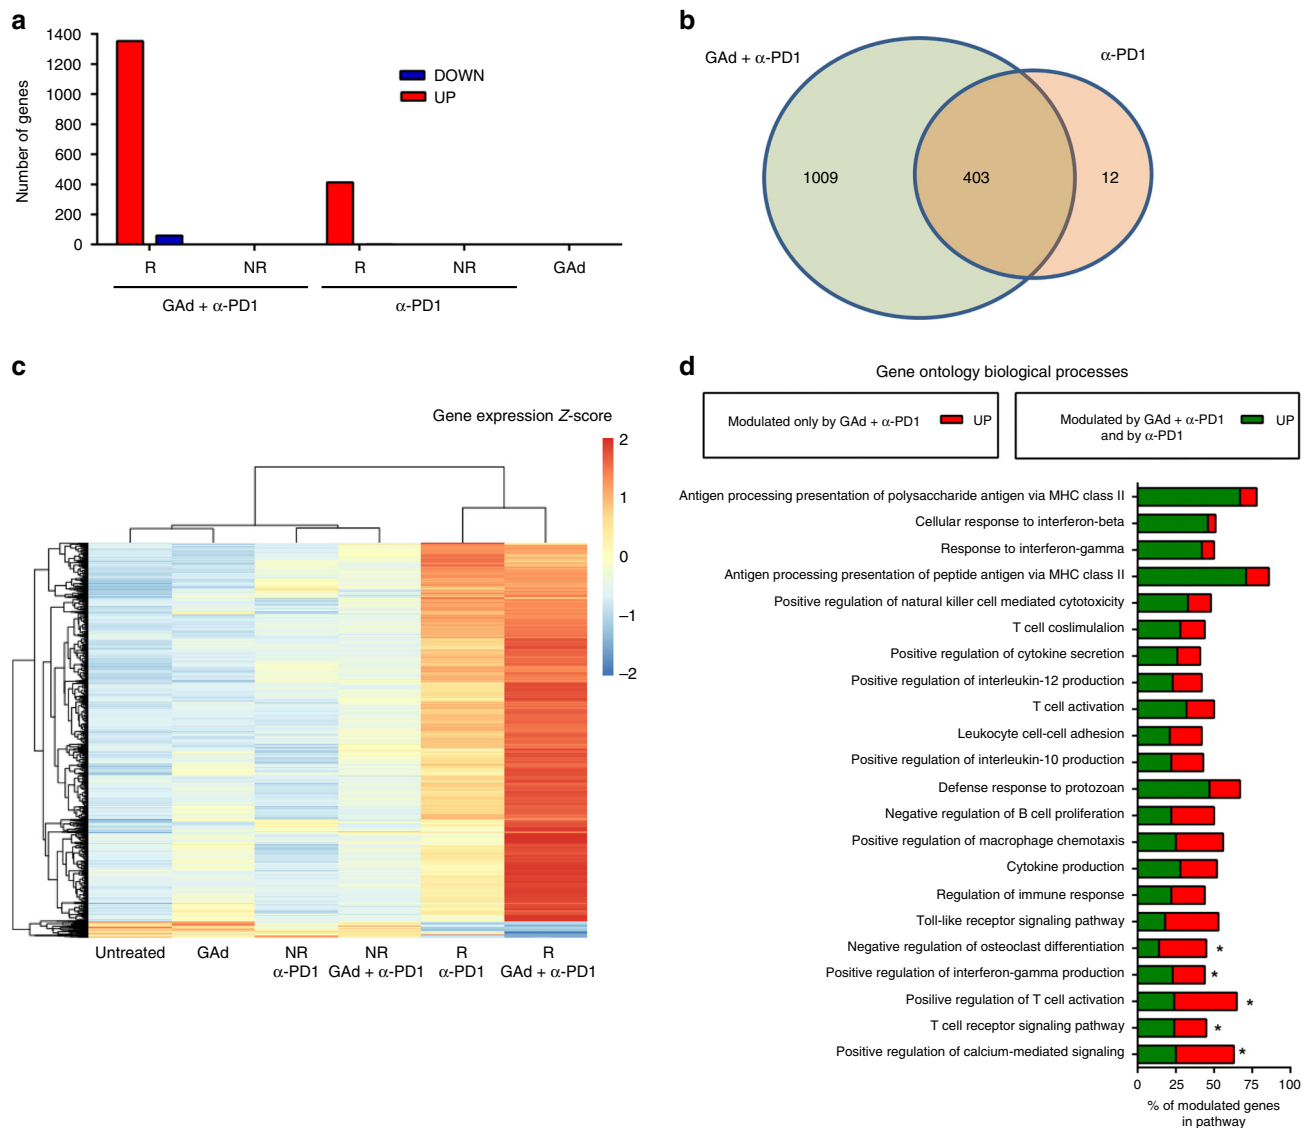 a
1400
1200
1000
800
600
400
200
0
Number of genes
DOWN
UP
R
NR
R
NR
GAd
GAd + α-PD1
α-PD1
b
GAd + α-PD1
α-PD1
1009
403
12
c
Gene expression Z-score
2
1
0
–1
–2
Untreated
GAd
NR
α-PD1
NR
GAd + α-PD1
R
α-PD1
R
GAd + α-PD1
d
Gene ontology biological processes
Modulated only by GAd + α-PD1
UP
Modulated by GAd + α-PD1
and by α-PD1
UP
Antigen processing presentation of polysaccharide antigen via MHC class II
Cellular response to interferon-beta
Response to interferon-gamma
Antigen processing presentation of peptide antigen via MHC class II
Positive regulation of natural killer cell mediated cytotoxicity
T cell coslimulalion
Positive regulation of cytokine secretion
Positive regulation of interleukin-12 production
T cell activation
Leukocyte cell-cell adhesion
Positive regulation of interleukin-10 production
Defense response to protozoan
Negative regulation of B cell proliferation
Positive regulation of macrophage chemotaxis
Cytokine production
Regulation of immune response
Toll-like receptor signaling pathway
Negative regulation of osteoclast differentiation *
Positive regulation of interferon-gamma production *
Posilive regulation of T cell activation *
T cell receptor signaling pathway *
Positive regulation of calcium-mediated signaling *
0 25 50 75 100
% of modulated genes
in pathway